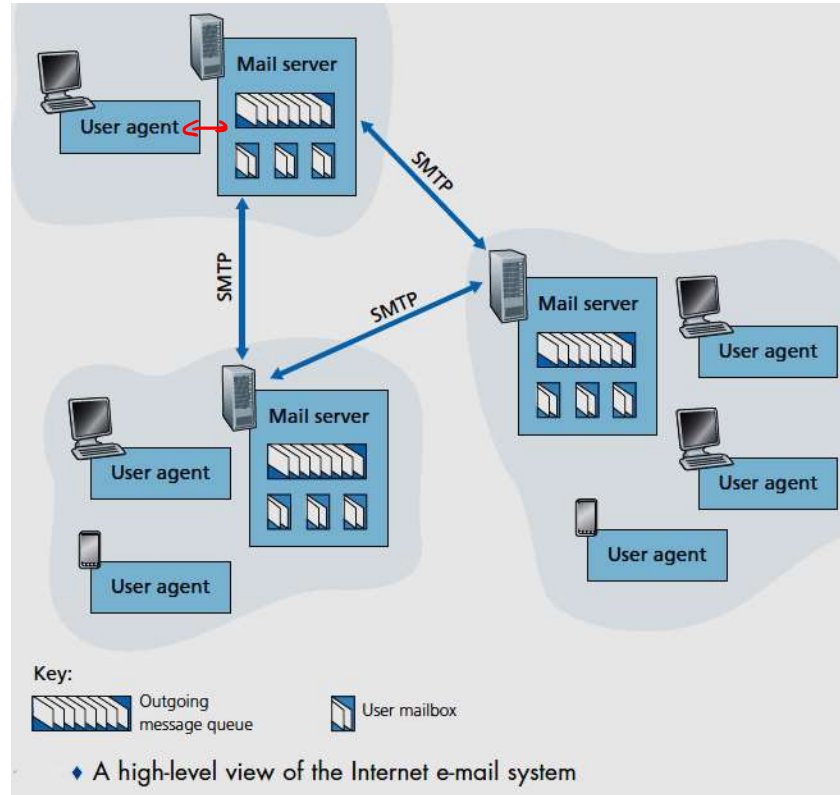 Mail server
User agent
SMTP
SMTP
SMTP
Mail server
User agent
User agent
User agent
Mail server
User agent
User agent
Key:
Outgoing
message queue
User mailbox
♦ A high-level view of the Internet e-mail system